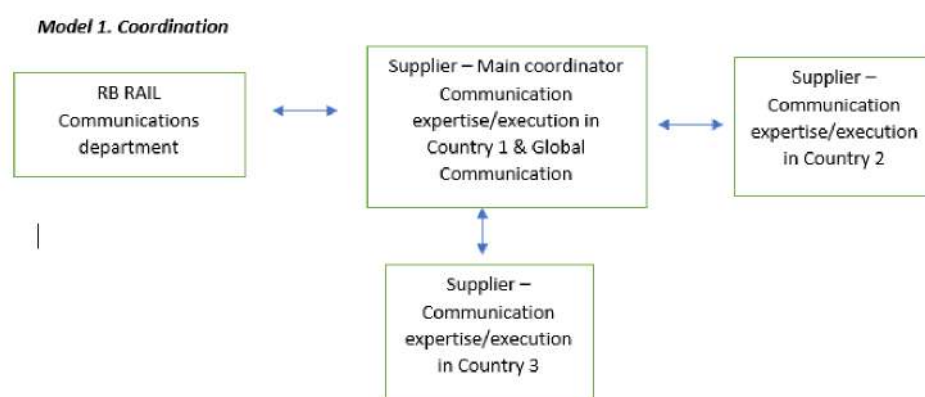 Model 1. Coordination
RB RAIL
Communications
department
Supplier – Main coordinator
Communication
expertise/execution in
Country 1 & Global
Communication
Supplier –
Communication
expertise/execution
in Country 2
Supplier –
Communication
expertise/execution
in Country 3